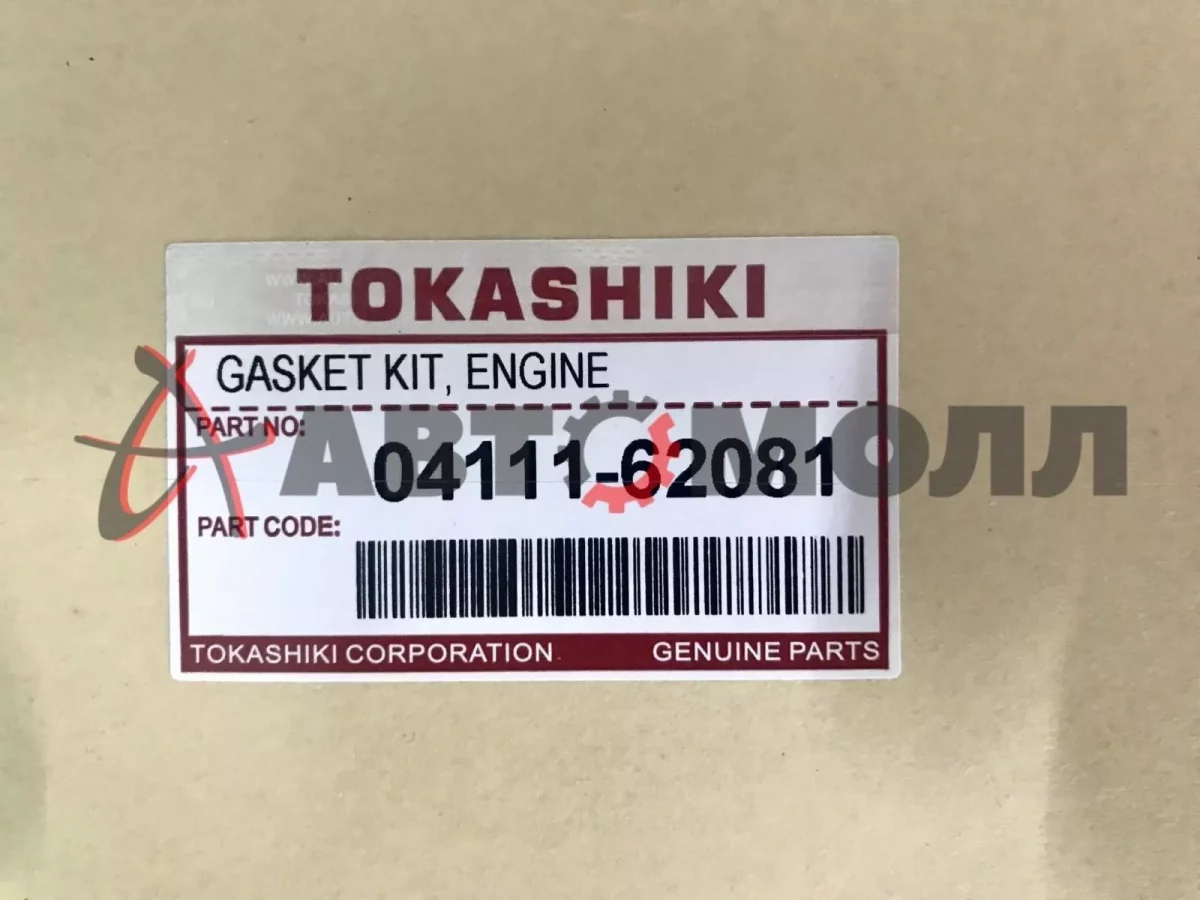 TOKASHIKI
GASKET KIT, ENGINE
PART NO:
04111-62081
АВТОМОЛЛ
PART CODE:
TOKASHIKI CORPORATION
GENUINE PARTS